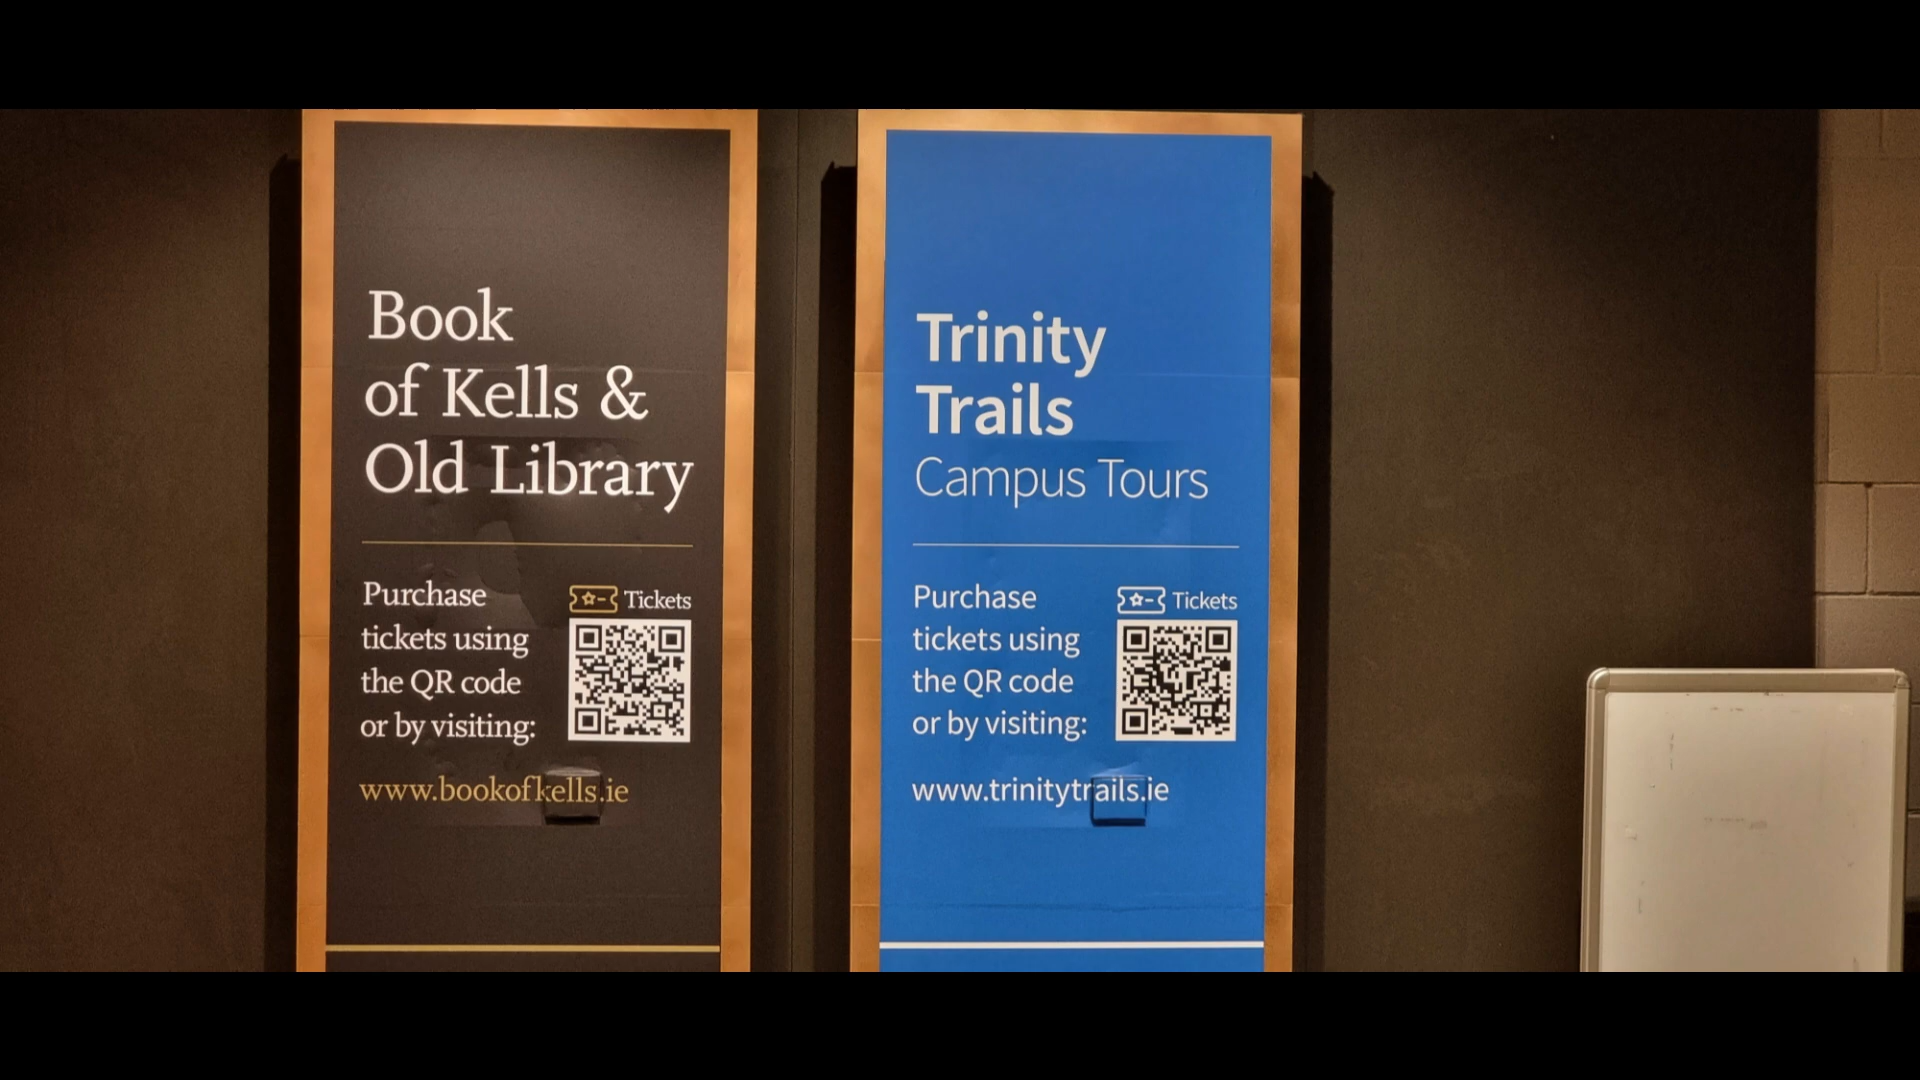 Book
of Kells &
Old Library
Purchase
tickets using
the QR code
or by visiting:
Tickets
www.bookofkells.ie
Trinity
Trails
Campus Tours
Purchase
tickets using
the QR code
or by visiting:
Tickets
www.trinitytrails.ie